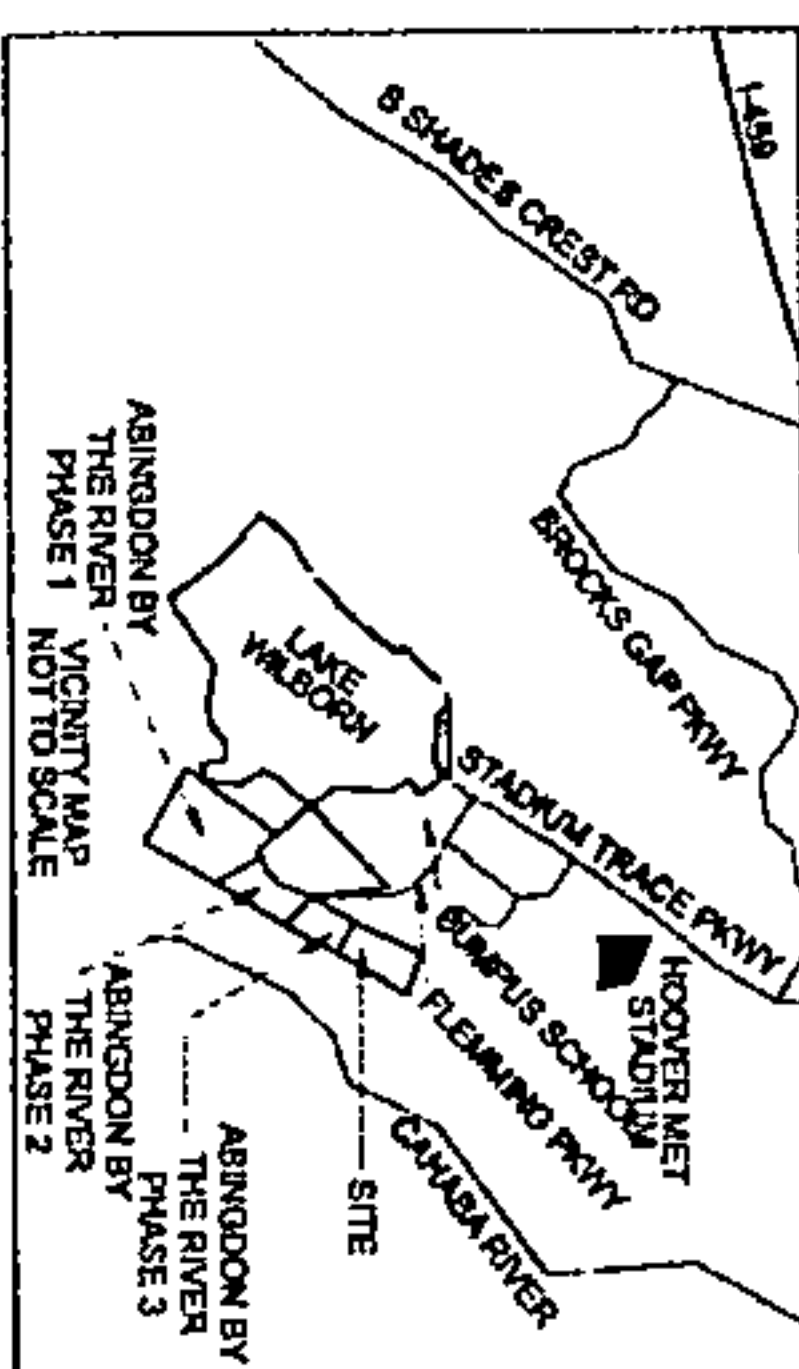 I-459
S SHADES CREST RD
BROCKS GAP PKWY
STADIUM TRACE PKWY
HOOVER MET
STADIUM
BUMPUS SCHOOL
FLEMMING PKWY
CAHABA RIVER
LAKE
WILBORN
SITE
ABINGDON BY
THE RIVER
PHASE 1
ABINGDON BY
THE RIVER
PHASE 2
ABINGDON BY
THE RIVER
PHASE 3
VICINITY MAP
NOT TO SCALE